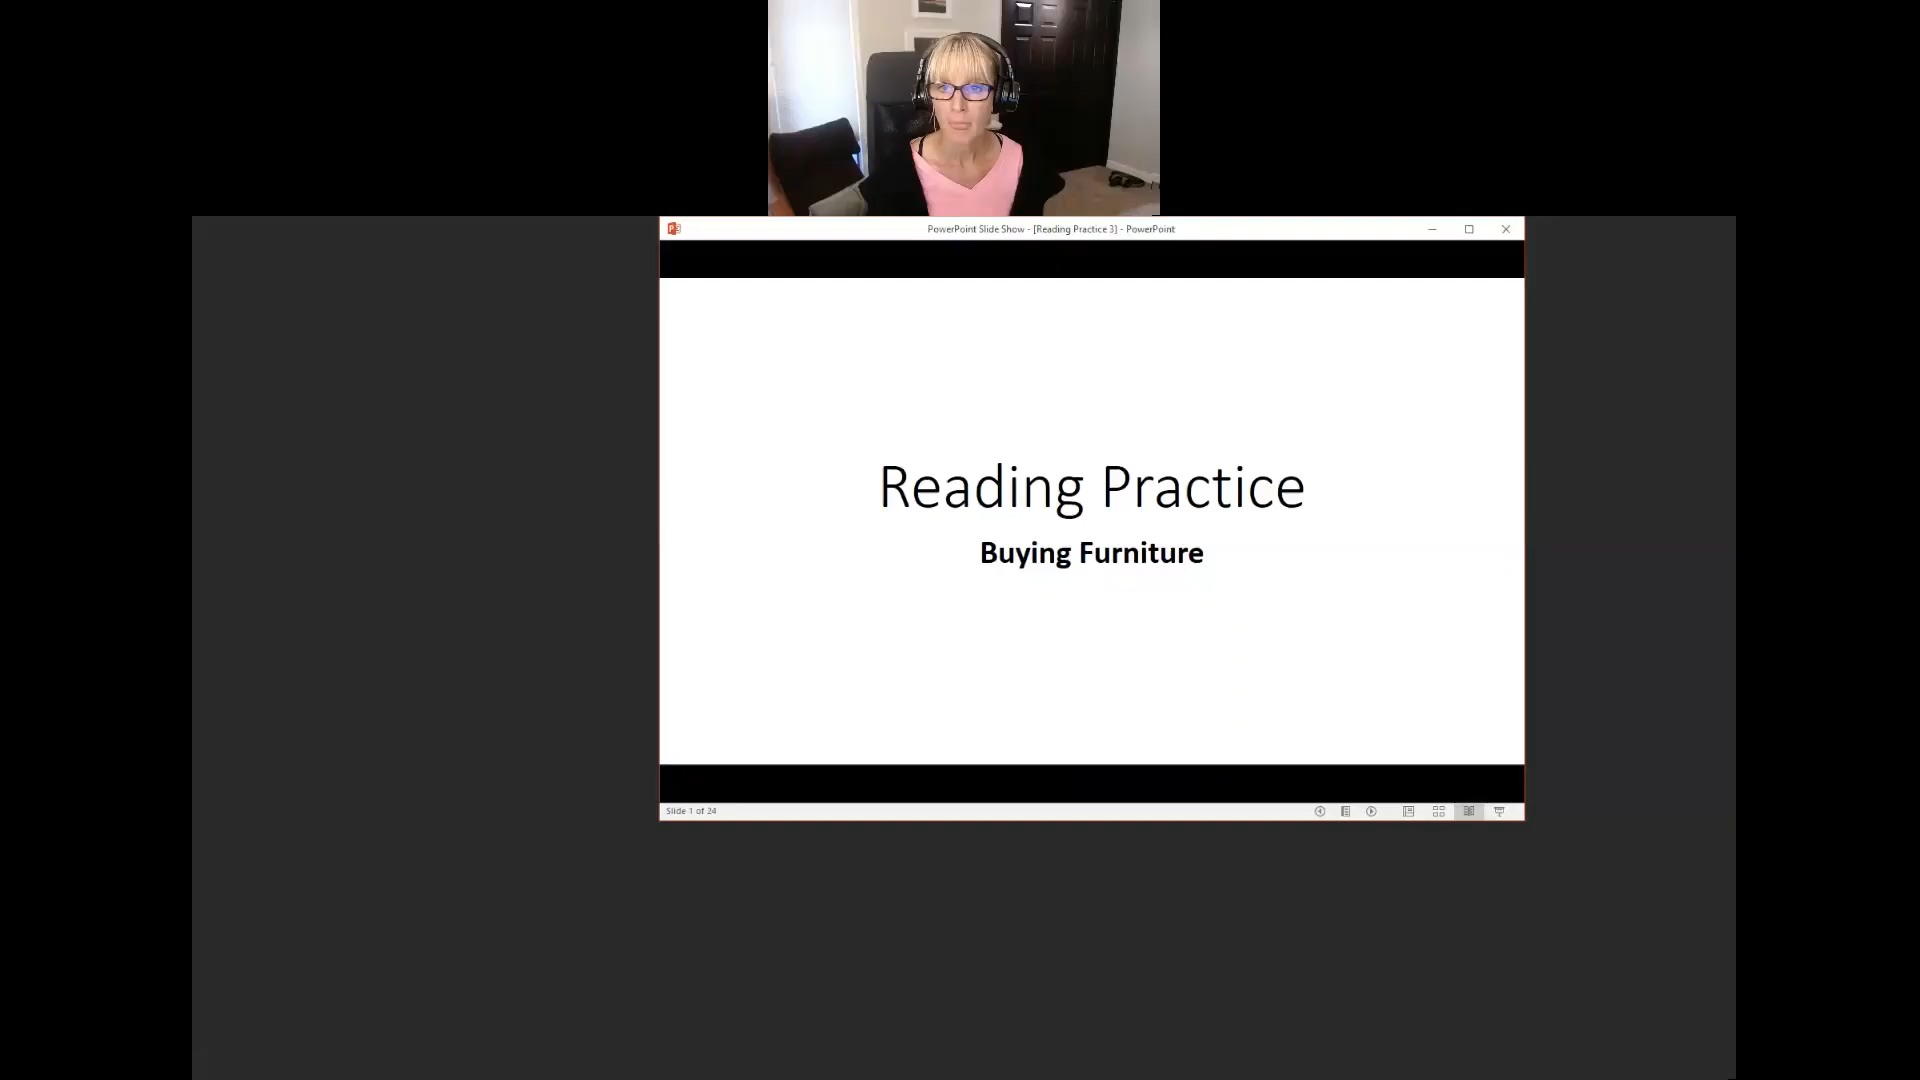 PowerPoint Slide Show - [Reading Practice 3] - PowerPoint
Reading Practice
Buying Furniture
Slide 1 of 24